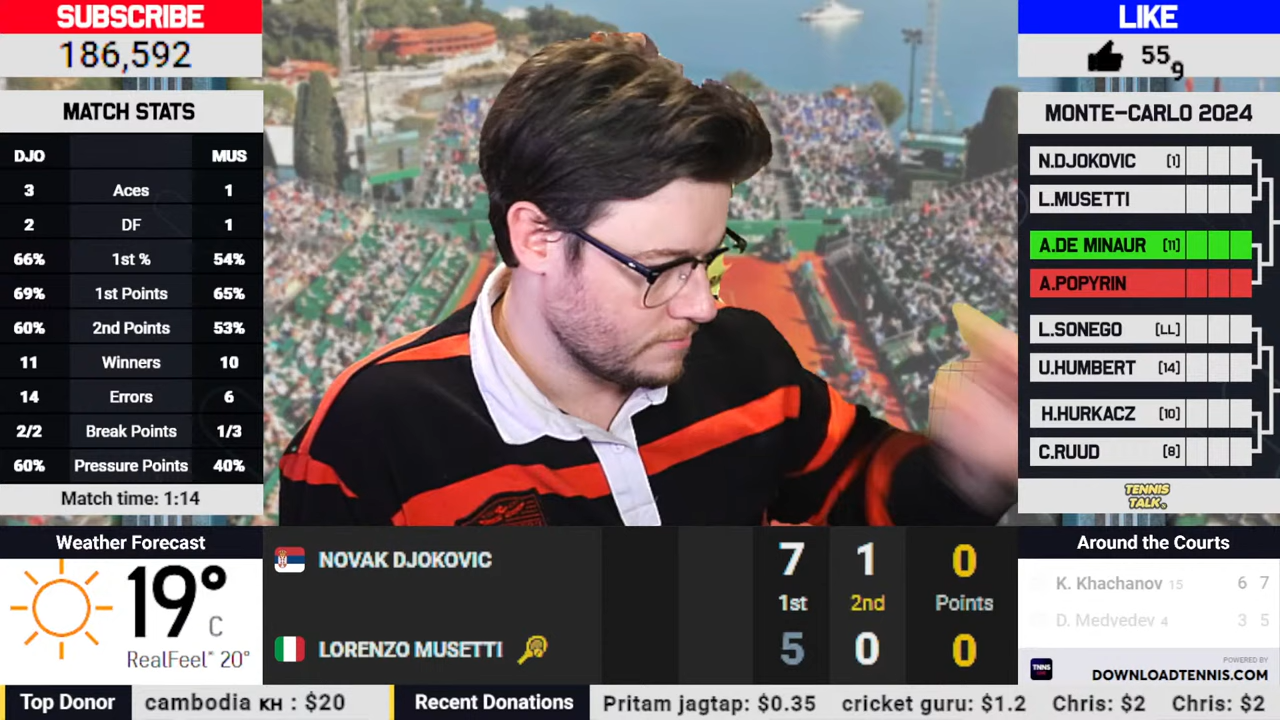 SUBSCRIBE
186,592
MATCH STATS
DJO MUS
3 Aces 1
2 DF 1
66% 1st % 54%
69% 1st Points 65%
60% 2nd Points 53%
11 Winners 10
14 Errors 6
2/2 Break Points 1/3
60% Pressure Points 40%
Match time: 1:14
Weather Forecast
19° C
RealFeel® 20°
LIKE
559
MONTE-CARLO 2024
N.DJOKOVIC [1]
L.MUSETTI
A.DE MINAUR [11]
A.POPYRIN
L.SONEGO [LL]
U.HUMBERT [14]
H.HURKACZ [10]
C.RUUD [8]
TENNIS
TALK.
Around the Courts
K. Khachanov 15 6 7
D. Medvedev 4 3 5
POWERED BY
TNNS
DOWNLOADTENNIS.COM
NOVAK DJOKOVIC 7 1 0
1st 2nd Points
LORENZO MUSETTI 5 0 0
Top Donor cambodia KH : $20 Recent Donations Pritam jagtap: $0.35 cricket guru: $1.2 Chris: $2 Chris: $2